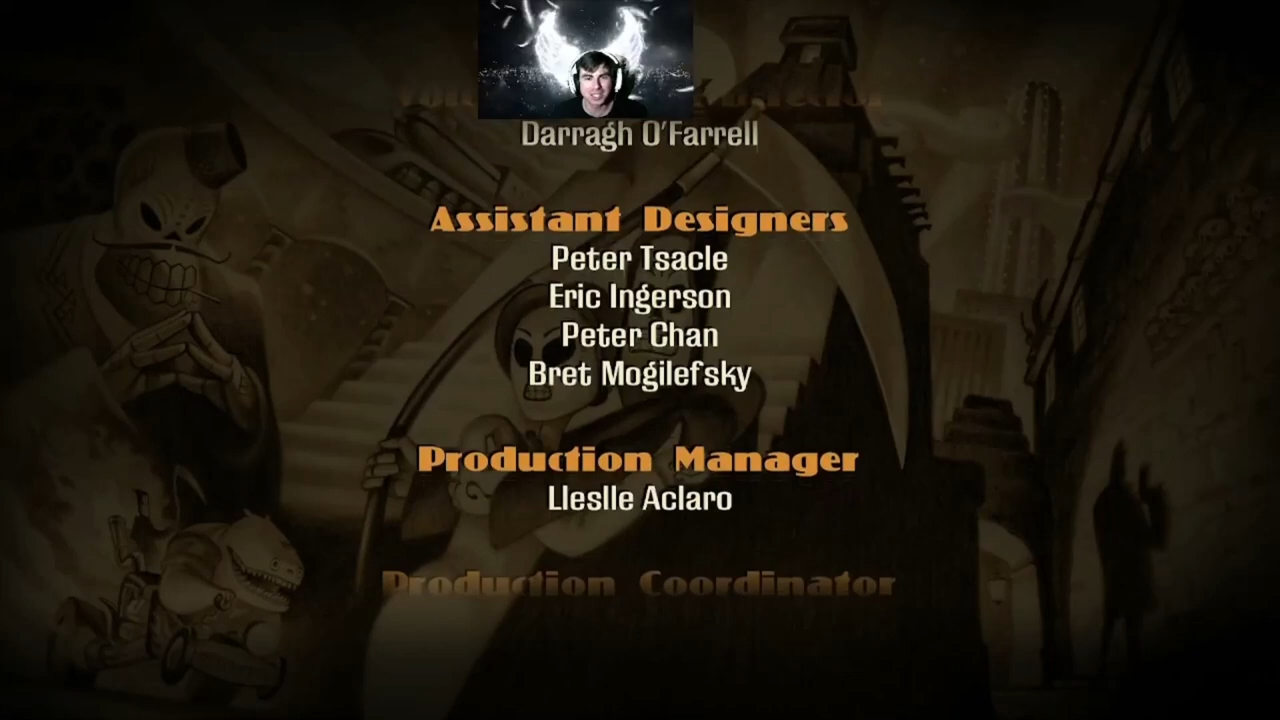 Darragh O'Farrell
Assistant Designers
Peter Tsacle
Eric Ingerson
Peter Chan
Bret Mogilefsky
Production Manager
Lleslle Aclaro
Production Coordinator